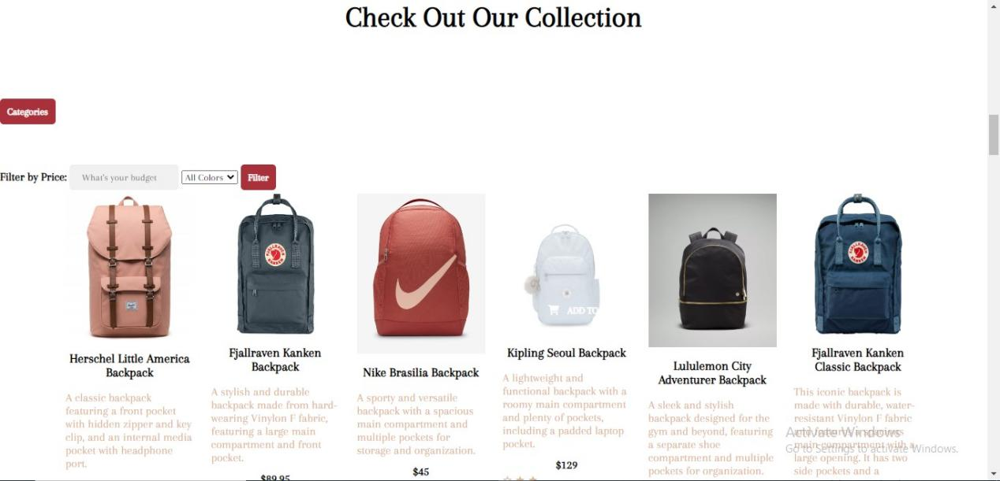 Check Out Our Collection
Categories
Filter by Price:
What's your budget
All Colors
Filter
ADD TO
Herschel Little America
Backpack
A classic backpack
featuring a front pocket
with hidden zipper and key
clip, and an internal media
pocket with headphone
port.
Fjallraven Kanken
Backpack
A stylish and durable
backpack made from hard-
wearing Vinylon F fabric,
featuring a large main
compartment and front
pocket.
$89.95
Nike Brasilia Backpack
A sporty and versatile
backpack with a spacious
main compartment and
multiple pockets for
storage and organization.
$45
Kipling Seoul Backpack
A lightweight and
functional backpack with a
roomy main compartment
and plenty of pockets,
including a padded laptop
pocket.
$129
Lululemon City
Adventurer Backpack
A sleek and stylish
backpack designed for the
gym and beyond, featuring
a separate shoe
compartment and multiple
pockets for organization.
Fjallraven Kanken
Classic Backpack
This iconic backpack is
made with durable, water-
resistant Vinylon F fabric
and features a spacious
main compartment with a
large opening. It has two
side pockets and a
Activate Windows
Go to Settings to activate Windows.